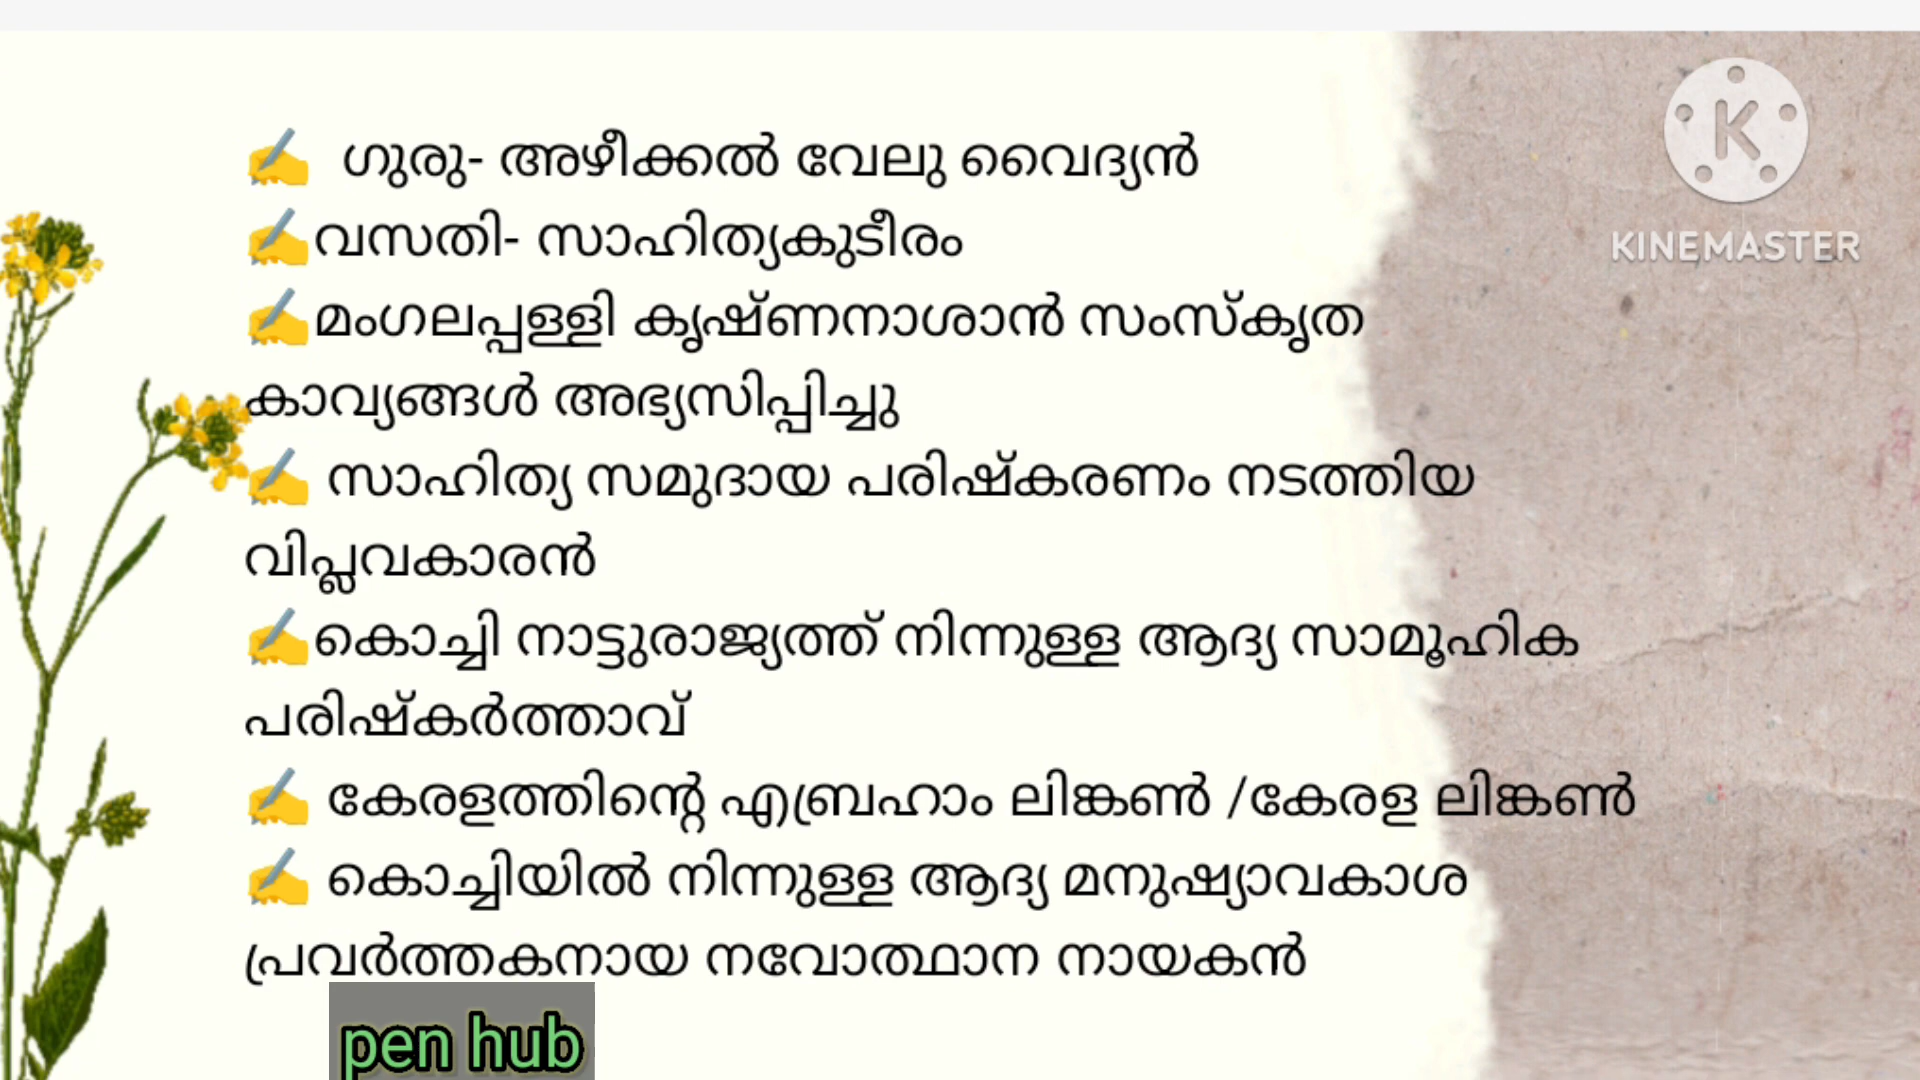 ✍️ ഗുരു- അഴീക്കൽ വേലു വൈദ്യൻ
✍️വസതി- സാഹിത്യകുടീരം
✍️മംഗലപ്പള്ളി കൃഷ്ണനാശാൻ സംസ്കൃത
കാവ്യങ്ങൾ അഭ്യസിപ്പിച്ചു
✍️ സാഹിത്യ സമുദായ പരിഷ്കരണം നടത്തിയ
വിപ്ലവകാരൻ
✍️കൊച്ചി നാട്ടുരാജ്യത്ത് നിന്നുള്ള ആദ്യ സാമൂഹിക
പരിഷ്കർത്താവ്
✍️ കേരളത്തിന്റെ എബ്രഹാം ലിങ്കൺ /കേരള ലിങ്കൺ
✍️ കൊച്ചിയിൽ നിന്നുള്ള ആദ്യ മനുഷ്യാവകാശ
പ്രവർത്തകനായ നവോത്ഥാന നായകൻ
pen hub
K
KINEMASTER